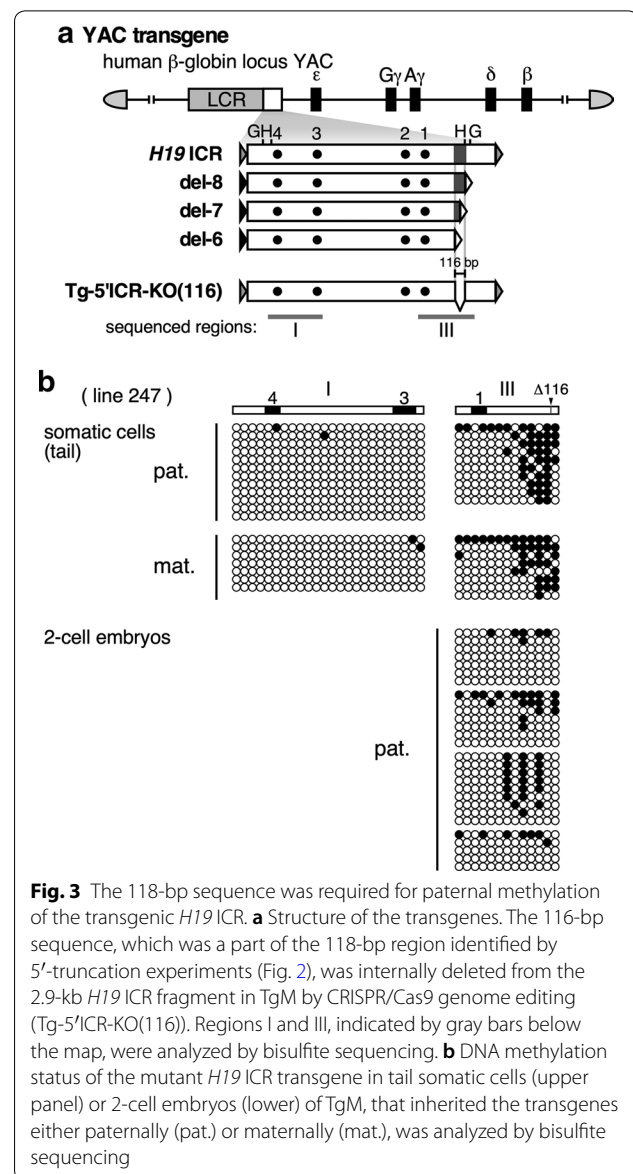 a YAC transgene
human β-globin locus YAC
LCR
ε
Gγ Aγ
δ
β
GH4 3 2 1 H G
H19 ICR
del-8
del-7
del-6
116 bp
Tg-5'ICR-KO(116)
sequenced regions: I III
b
( line 247 )
I
III
Δ116
4 3 1
somatic cells
(tail)
pat.
mat.
2-cell embryos
pat.
Fig. 3 The 118-bp sequence was required for paternal methylation
of the transgenic H19 ICR. a Structure of the transgenes. The 116-bp
sequence, which was a part of the 118-bp region identified by
5′-truncation experiments (Fig. 2), was internally deleted from the
2.9-kb H19 ICR fragment in TgM by CRISPR/Cas9 genome editing
(Tg-5′ICR-KO(116)). Regions I and III, indicated by gray bars below
the map, were analyzed by bisulfite sequencing. b DNA methylation
status of the mutant H19 ICR transgene in tail somatic cells (upper
panel) or 2-cell embryos (lower) of TgM, that inherited the transgenes
either paternally (pat.) or maternally (mat.), was analyzed by bisulfite
sequencing